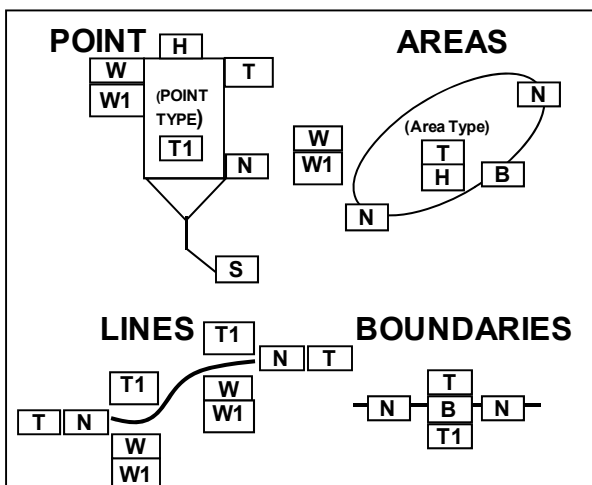 POINT
H
W
T
W1
(POINT
TYPE)
T1
N
S
AREAS
N
(Area Type)
W
W1
T
H
B
N
LINES
T1
N T
T1
W
W1
T N
W
W1
BOUNDARIES
T
N B N
T1